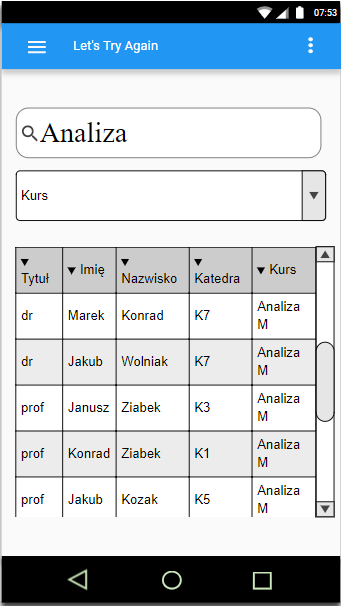 07:53
Let's Try Again
Analiza
Kurs
Tytuł Imię Nazwisko Katedra Kurs
dr Marek Konrad K7 Analiza M
dr Jakub Wolniak K7 Analiza M
prof Janusz Ziabek K3 Analiza M
prof Konrad Ziabek K1 Analiza M
prof Jakub Kozak K5 Analiza M